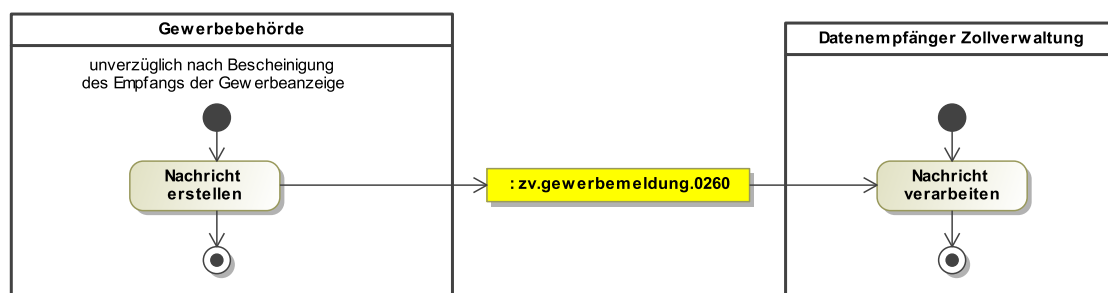 Gewerbebehörde
unverzüglich nach Bescheinigung
des Empfangs der Gewerbeanzeige
Nachricht
erstellen
: zv.gewerbemeldung.0260
Datenempfänger Zollverwaltung
Nachricht
verarbeiten